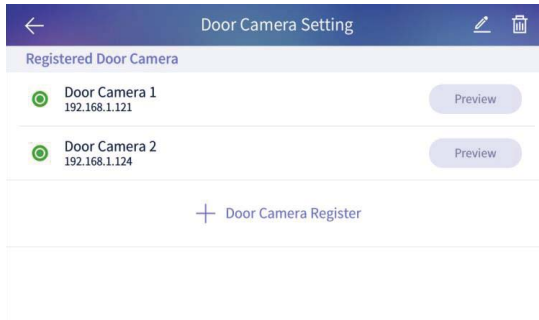 Door Camera Setting
Registered Door Camera
Door Camera 1
192.168.1.121
Preview
Door Camera 2
192.168.1.124
Preview
Door Camera Register